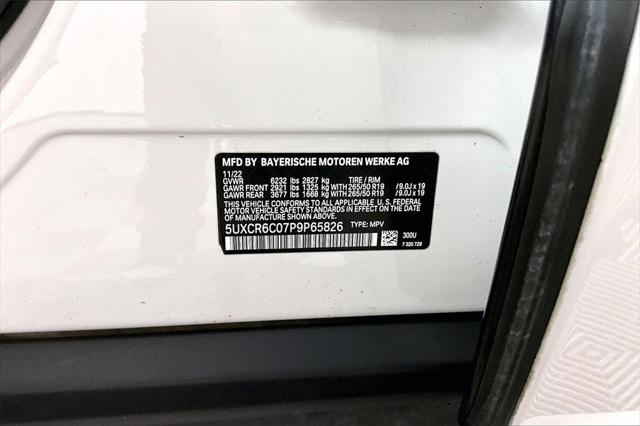 MFD BY BAYERISCHE MOTOREN WERKE AG
11/22
GVWR 6232 lbs 2827 kg TIRE / RIM
GAWR FRONT 2921 lbs 1325 kg WITH 265/50 R19 /9.0J x 19
GAWR REAR 3677 lbs 1668 kg WITH 265/50 R19 /9.0J x 19
THIS VEHICLE CONFORMS TO ALL APPLICABLE U. S. FEDERAL
MOTOR VEHICLE SAFETY STANDARDS IN EFFECT ON THE DATE
OF MANUFACTURE SHOWN ABOVE.
5UXCR6C07P9P65826 TYPE: MPV
300U
7 320 729